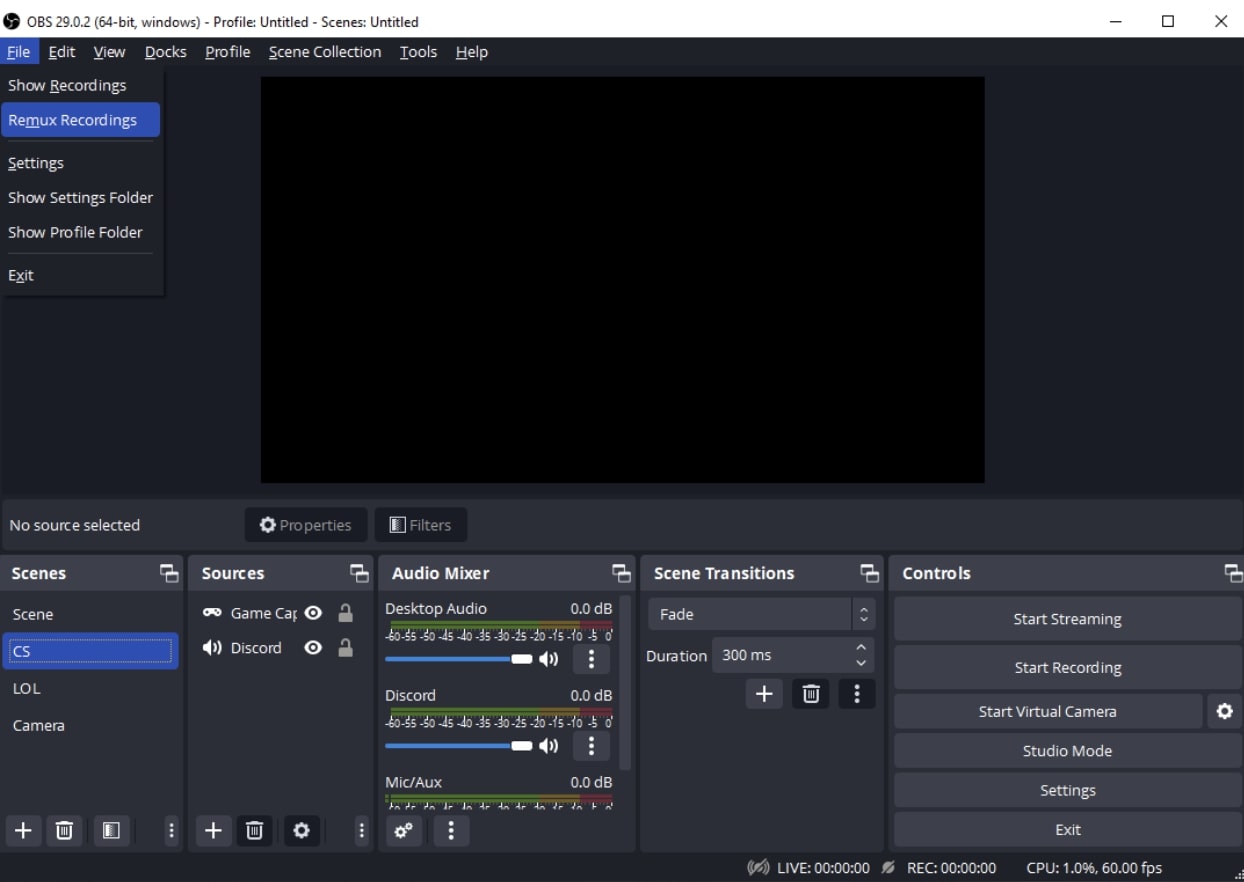 OBS 29.0.2 (64-bit, windows) - Profile: Untitled - Scenes: Untitled
File Edit View Docks Profile Scene Collection Tools Help
Show Recordings
Remux Recordings
Settings
Show Settings Folder
Show Profile Folder
Exit
No source selected
Properties
Filters
Scenes
Scene
CS
LOL
Camera
Sources
Game Cap
Discord
Audio Mixer
Desktop Audio 0.0 dB
-60 -55 -50 -45 -40 -35 -30 -25 -20 -15 -10 -5 0
Discord 0.0 dB
-60 -55 -50 -45 -40 -35 -30 -25 -20 -15 -10 -5 0
Mic/Aux 0.0 dB
Scene Transitions
Fade
Duration 300 ms
Controls
Start Streaming
Start Recording
Start Virtual Camera
Studio Mode
Settings
Exit
LIVE: 00:00:00 REC: 00:00:00 CPU: 1.0%, 60.00 fps